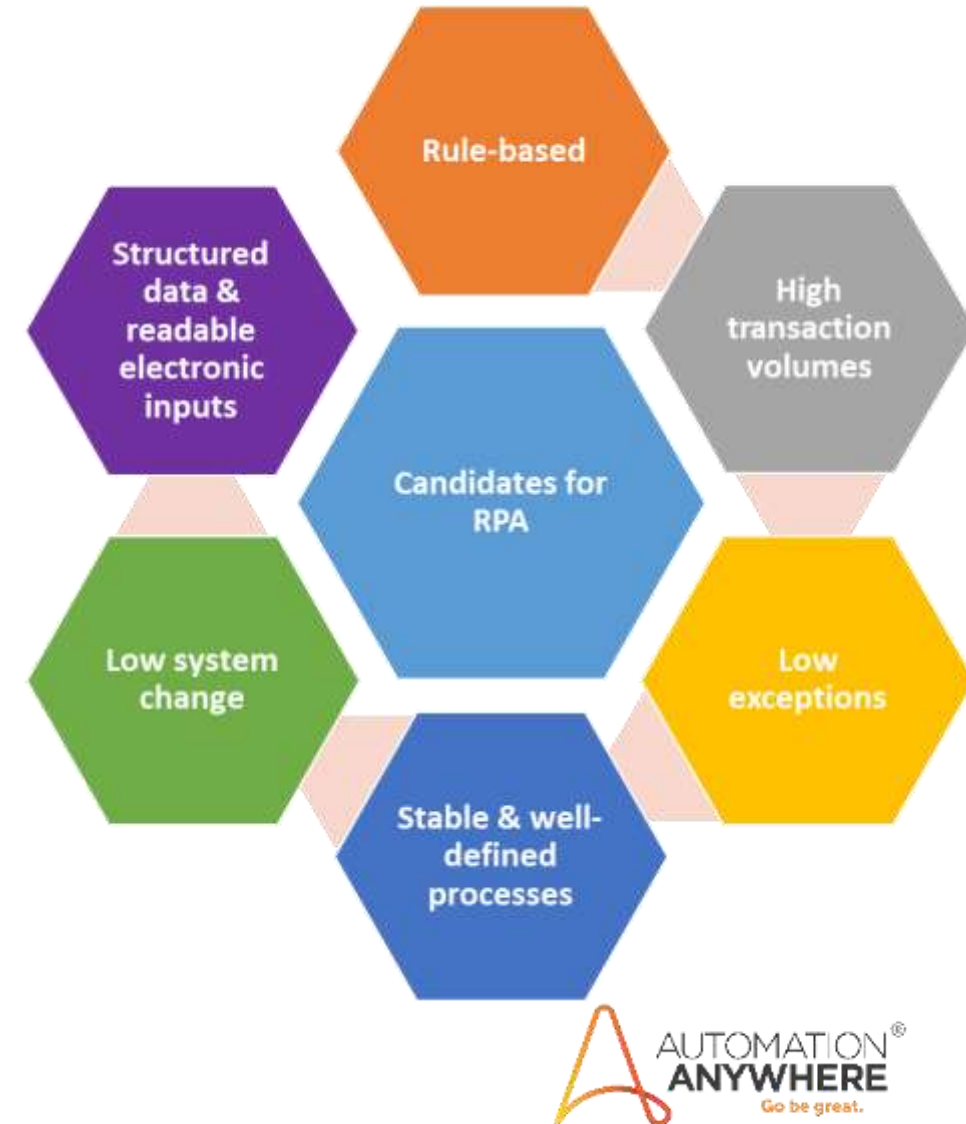 Rule-based
Structured
data &
readable
electronic
inputs
High
transaction
volumes
Candidates for
RPA
Low system
change
Low
exceptions
Stable & well-
defined
processes
AUTOMATION®
ANYWHERE
Go be great.